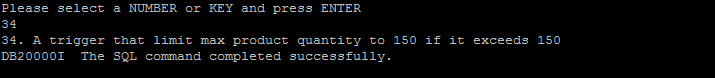 Please select a NUMBER or KEY and press ENTER
34
34. A trigger that limit max product quantity to 150 if it exceeds 150
DB20000I  The SQL command completed successfully.